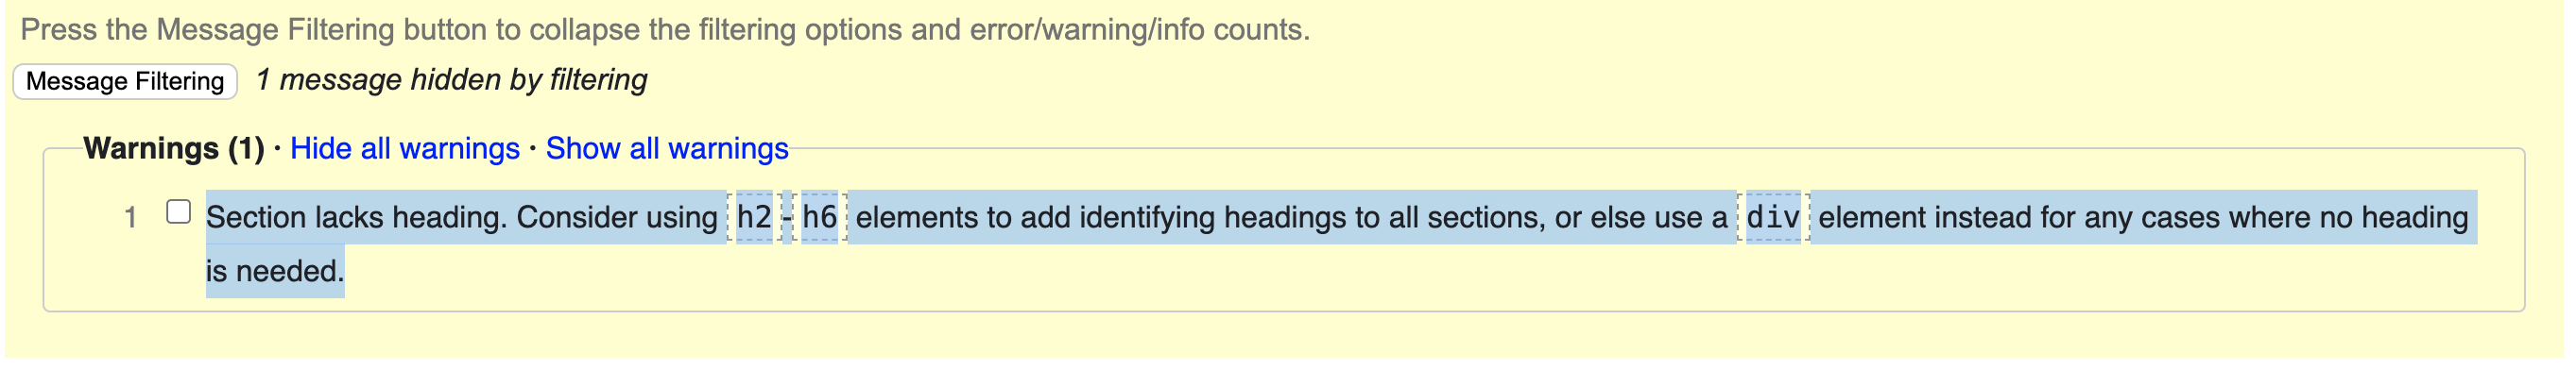 Press the Message Filtering button to collapse the filtering options and error/warning/info counts.
Message Filtering 1 message hidden by filtering
Warnings (1) · Hide all warnings · Show all warnings
1 Section lacks heading. Consider using h2-h6 elements to add identifying headings to all sections, or else use a div element instead for any cases where no heading
is needed.